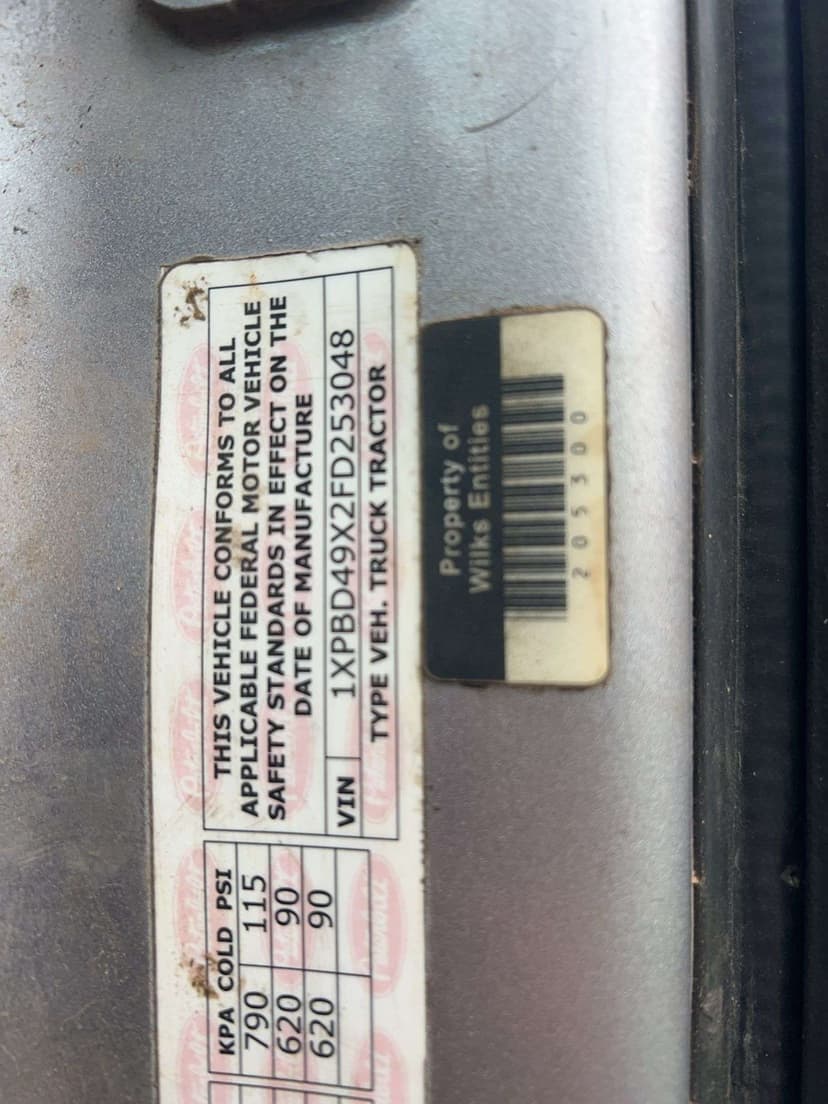 THIS VEHICLE CONFORMS TO ALL
APPLICABLE FEDERAL MOTOR VEHICLE
SAFETY STANDARDS IN EFFECT ON THE
DATE OF MANUFACTURE
VIN 1XPBD49X2FD253048
TYPE VEH. TRUCK TRACTOR
KPA COLD PSI
790 115
620 90
620 90
Property of
Wilks Entities
205300